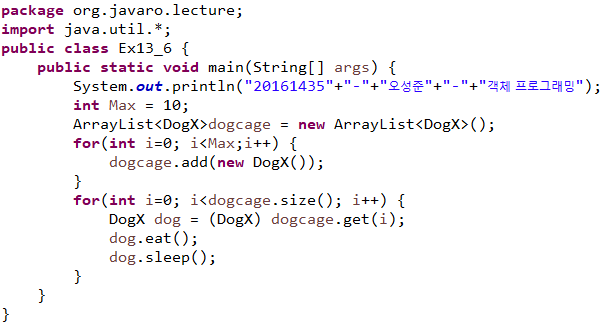 package org.javaro.lecture;
import java.util.*;
public class Ex13_6 {
    public static void main(String[] args) {
        System.out.println("20161435"+"-"+"오성준"+"-"+"객체 프로그래밍");
        int Max = 10;
        ArrayList<DogX>dogcage = new ArrayList<DogX>();
        for(int i=0; i<Max;i++) {
            dogcage.add(new DogX());
        }
        for(int i=0; i<dogcage.size(); i++) {
            DogX dog = (DogX) dogcage.get(i);
            dog.eat();
            dog.sleep();
        }
    }
}